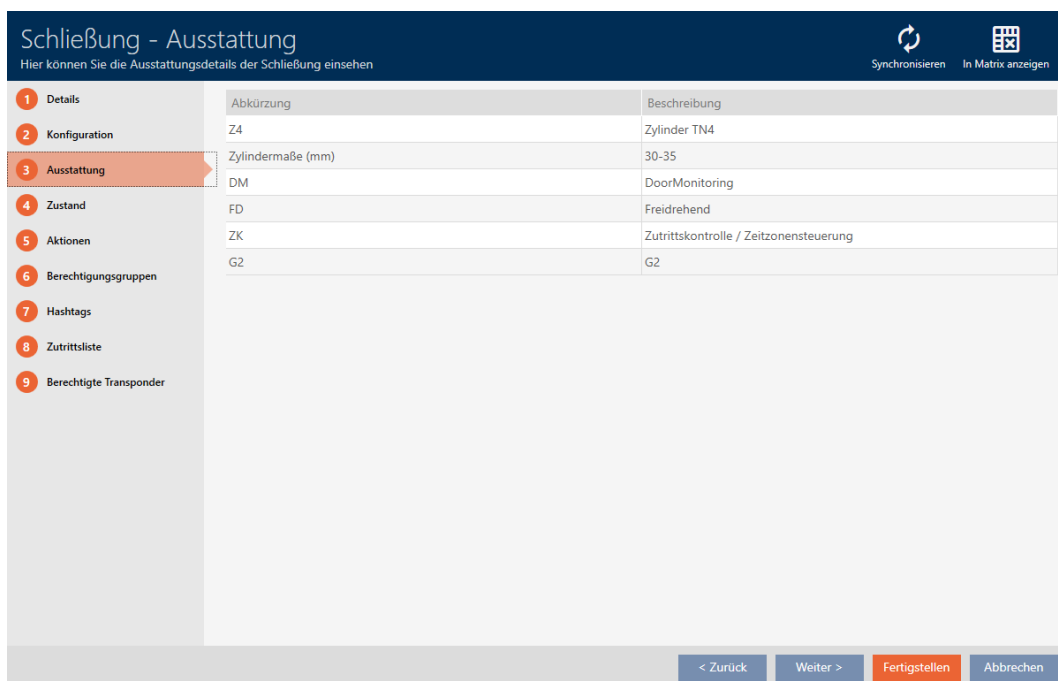 Schließung - Ausstattung
Hier können Sie die Ausstattungsdetails der Schließung einsehen
Synchronisieren
In Matrix anzeigen
1 Details
2 Konfiguration
3 Ausstattung
4 Zustand
5 Aktionen
6 Berechtigungsgruppen
7 Hashtags
8 Zutrittsliste
9 Berechtigte Transponder
Abkürzung Beschreibung
Z4 Zylinder TN4
Zylindermaße (mm) 30-35
DM DoorMonitoring
FD Freidrehend
ZK Zutrittskontrolle / Zeitzonensteuerung
G2 G2
< Zurück
Weiter >
Fertigstellen
Abbrechen